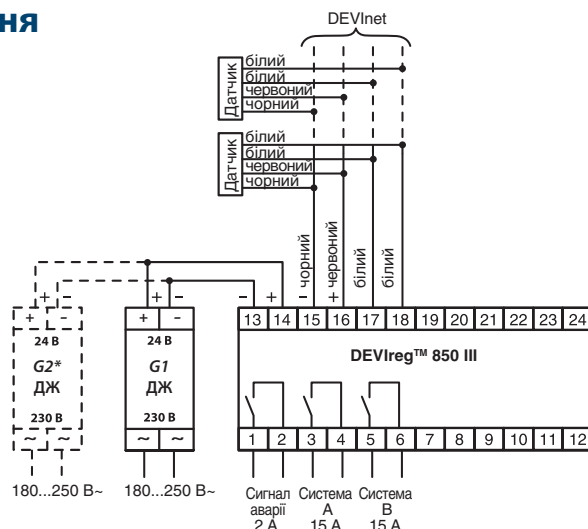 ня
DEVInet
білий
білий
червоний
чорний
Датчик
білий
білий
червоний
чорний
Датчик
чорний
червоний
білий
білий
+ − + − − + − +
+ − + − 13 14 15 16 17 18 19 20 21 22 23 24
24 В 24 В
G2* G1 DEVIreg™ 850 III
ДЖ ДЖ
230 В 230 В
~ ~ ~ ~ 1 2 3 4 5 6 7 8 9 10 11 12
180...250 В~ 180...250 В~
Сигнал аварії 2 А
Система А 15 А
Система В 15 А